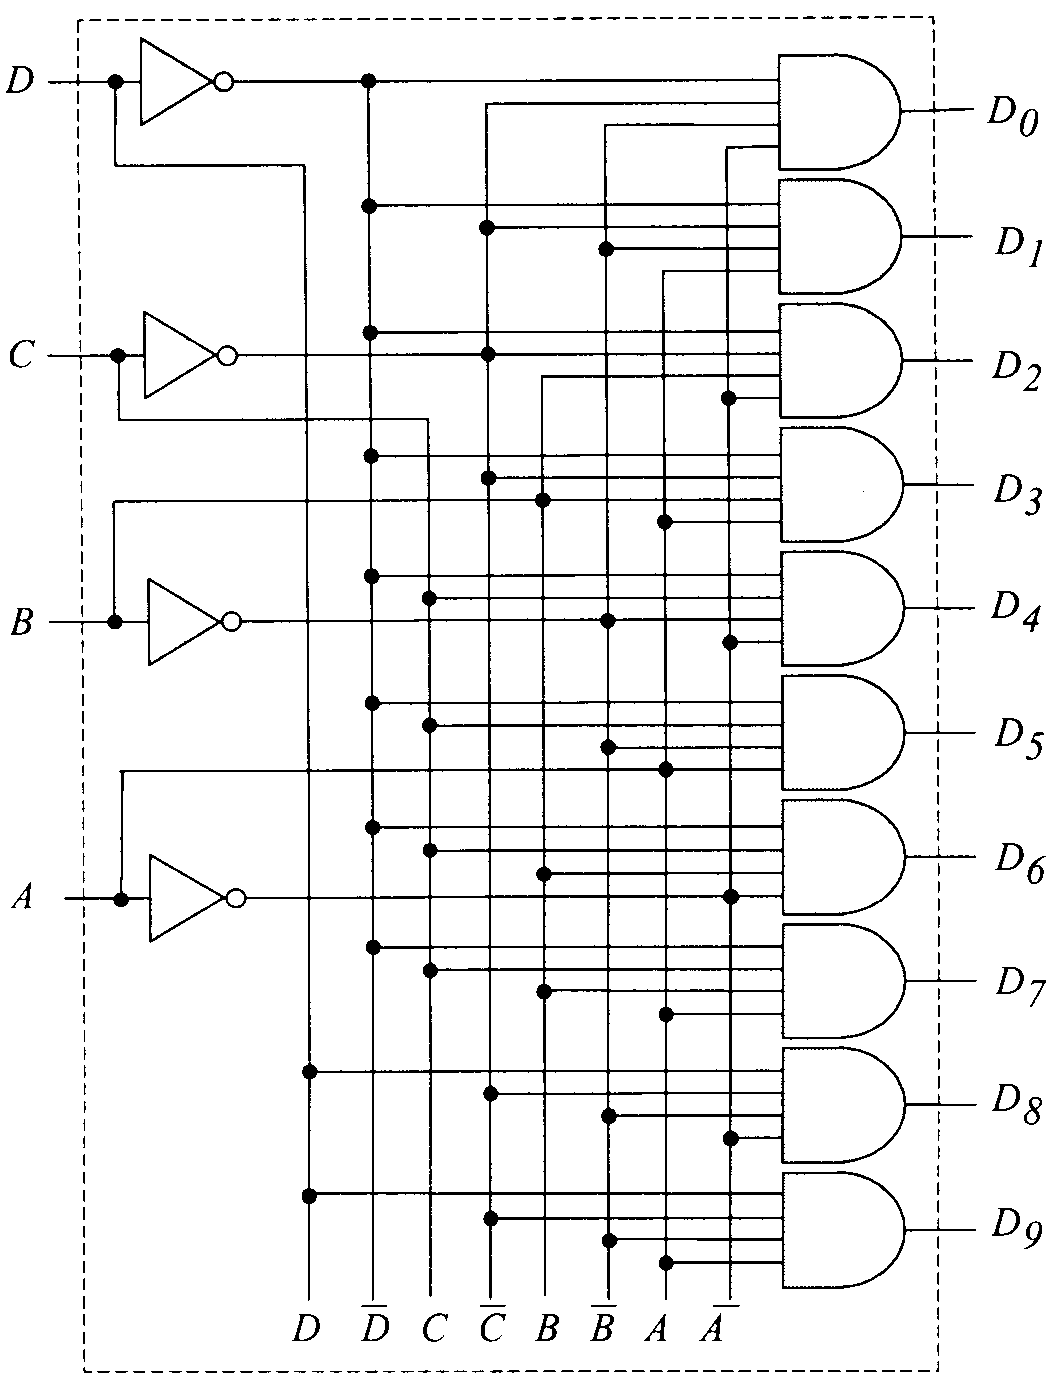 D
D₀
D₁
C
D₂
D₃
B
D₄
D₅
A
D₆
D₇
D₈
D₉
D D̅ C C̅ B B̅ A A̅